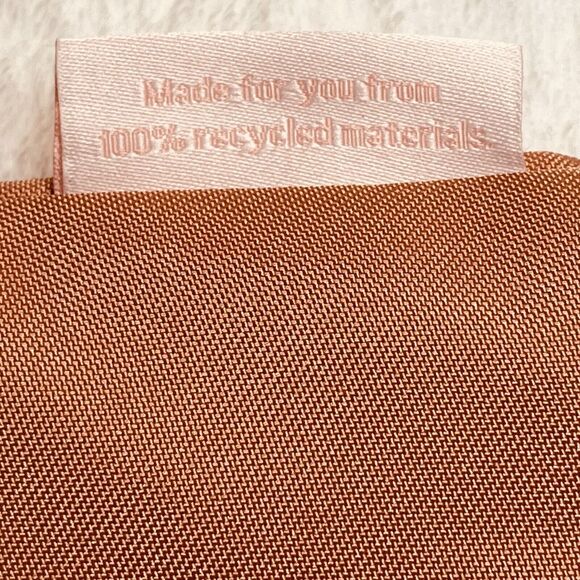 Made for you from
100% recycled materials.